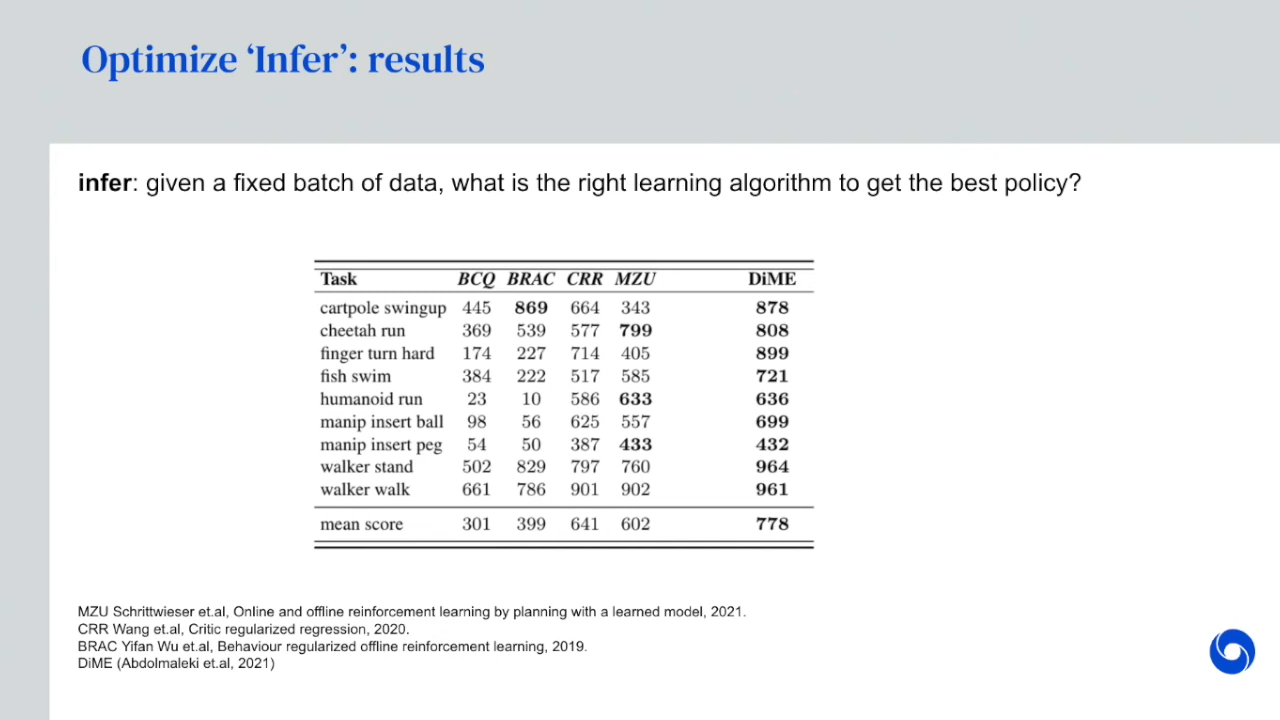 Optimize ‘Infer’: results
infer: given a fixed batch of data, what is the right learning algorithm to get the best policy?
Task BCQ BRAC CRR MZU DiME
cartpole swingup 445 869 664 343 878
cheetah run 369 539 577 799 808
finger turn hard 174 227 714 405 899
fish swim 384 222 517 585 721
humanoid run 23 10 586 633 636
manip insert ball 98 56 625 557 699
manip insert peg 54 50 387 433 432
walker stand 502 829 797 760 964
walker walk 661 786 901 902 961
mean score 301 399 641 602 778
MZU Schrittwieser et.al, Online and offline reinforcement learning by planning with a learned model, 2021.
CRR Wang et.al, Critic regularized regression, 2020.
BRAC Yifan Wu et.al, Behaviour regularized offline reinforcement learning, 2019.
DiME (Abdolmaleki et.al, 2021)